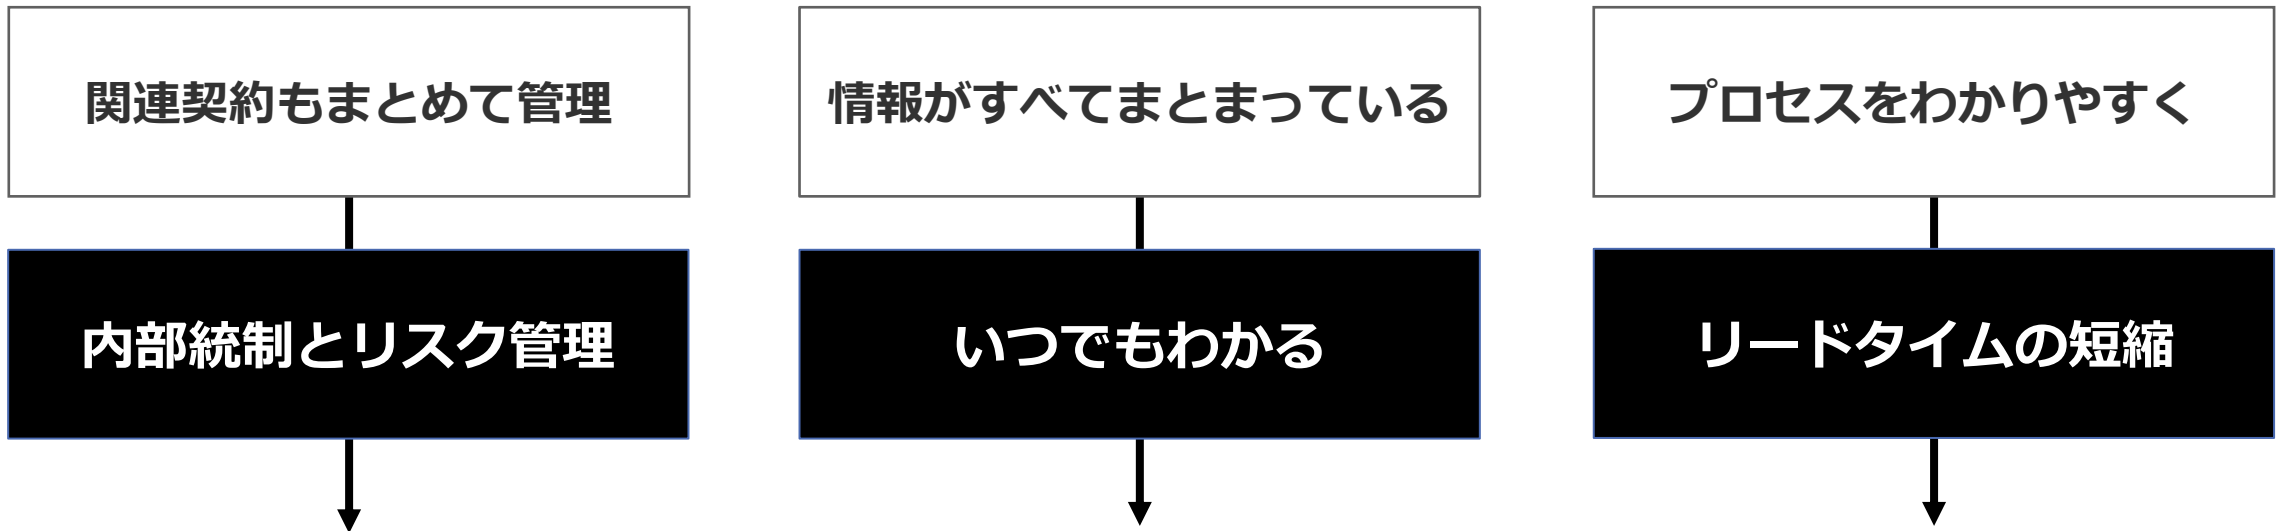 関連契約もまとめて管理
情報がすべてまとまっている
プロセスをわかりやすく
内部統制とリスク管理
いつでもわかる
リードタイムの短縮